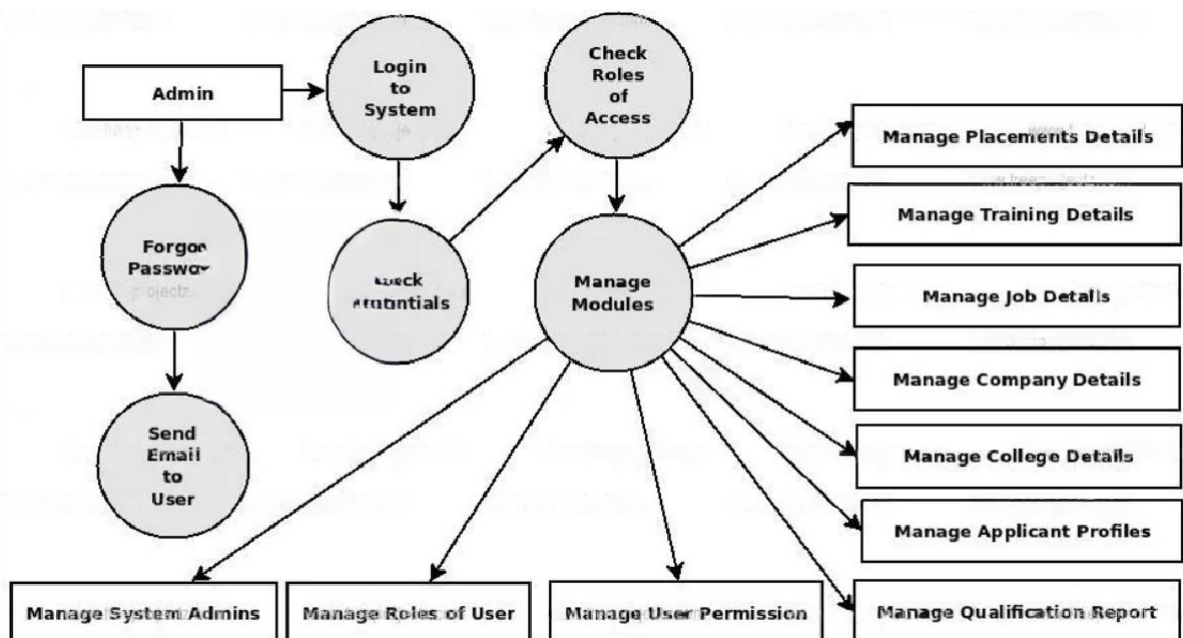 Admin
Login
to
System
Check
Roles
of
Access
Forgot
Manage Placements Details
Manage Training Details
Manage Job Details
Manage
Modules
Manage Company Details
Send
Email
to
User
Manage College Details
Manage Applicant Profiles
Manage System Admins
Manage Roles of User
Manage User Permission
Manage Qualification Report